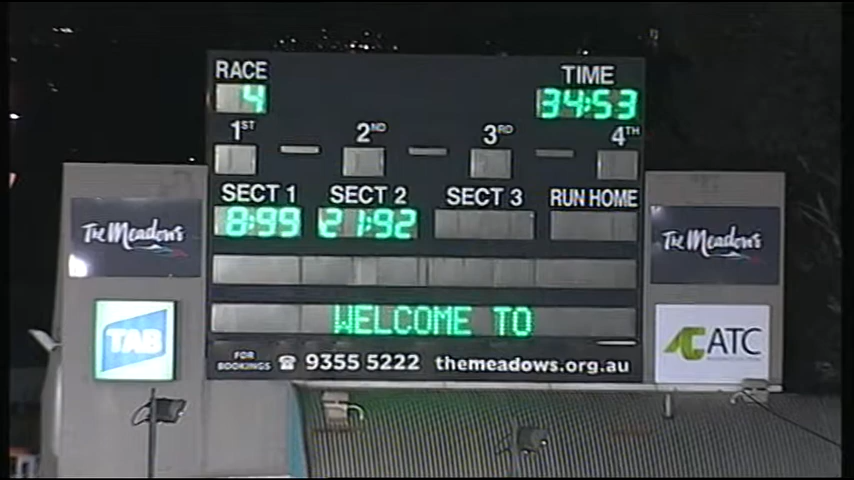 RACE TIME
4 34:53
1ST 2ND 3RD 4TH
SECT 1 SECT 2 SECT 3 RUN HOME
8:99 21:92
The Meadows
The Meadows
WELCOME TO
TAB
ATC
FOR BOOKINGS ☎ 9355 5222 themeadows.org.au